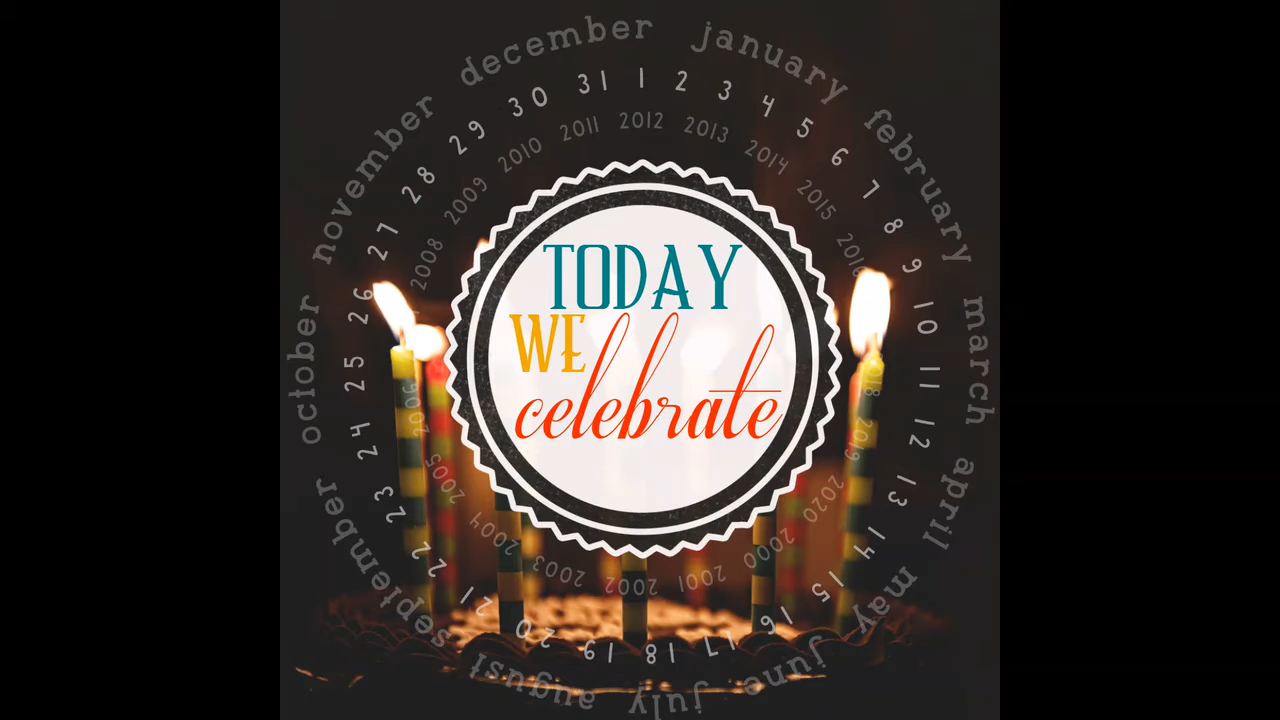 TODAY
WE
celebrate
january february march april may june july august september october november december
1 2 3 4 5 6 7 8 9 10 11 12 13 14 15 16 17 18 19 20 21 22 23 24 25 26 27 28 29 30 31
2000 2001 2002 2003 2004 2005 2006 2008 2009 2010 2011 2012 2013 2014 2015 2016 2019 2020